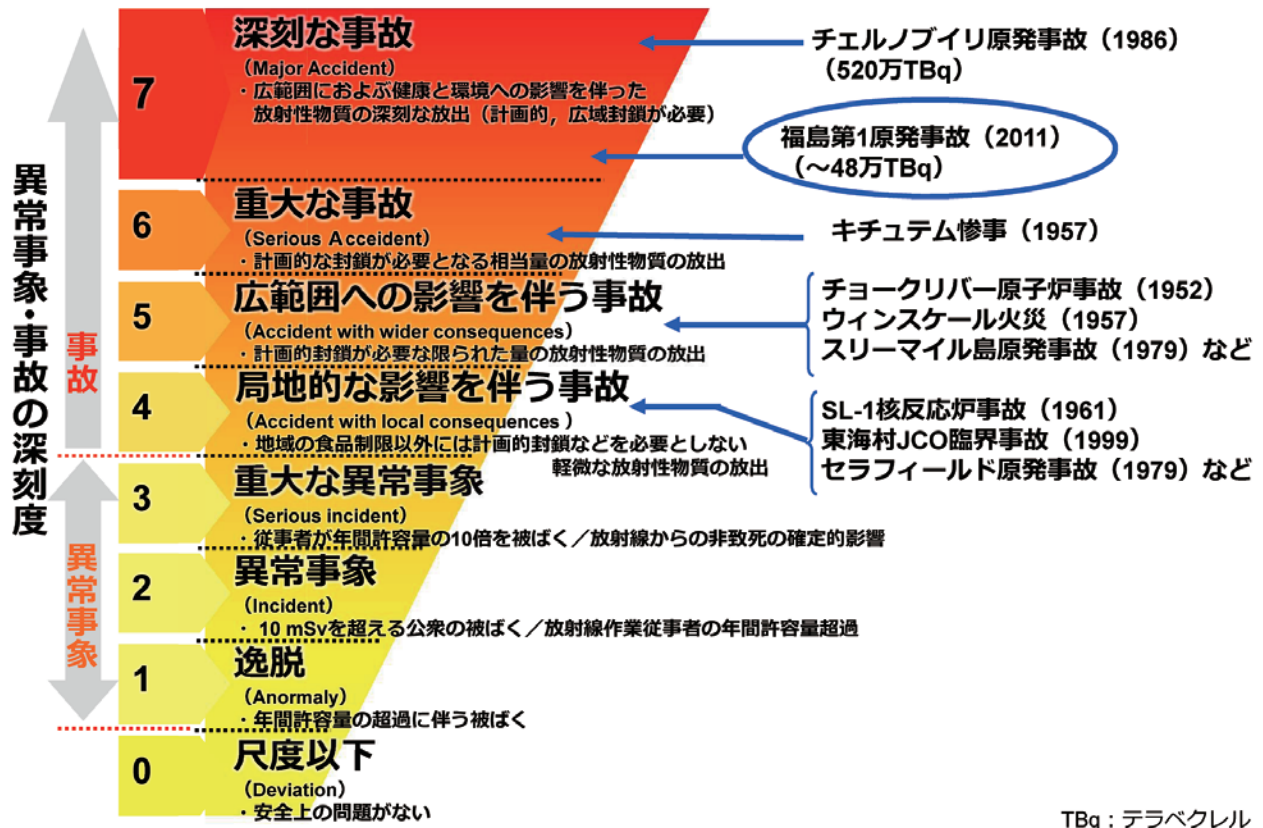 異常事象・事故の深刻度
事故
異常事象
7
深刻な事故
（Major Accident）
・広範囲におよぶ健康と環境への影響を伴った
放射性物質の深刻な放出（計画的，広域封鎖が必要）
チェルノブイリ原発事故（1986）
（520万TBq）
福島第1原発事故（2011）
（～48万TBq）
6
重大な事故
（Serious Acceident）
・計画的な封鎖が必要となる相当量の放射性物質の放出
キチュテム惨事（1957）
5
広範囲への影響を伴う事故
（Accident with wider consequences）
・計画的封鎖が必要な限られた量の放射性物質の放出
チョークリバー原子炉事故（1952）
ウィンスケール火災（1957）
スリーマイル島原発事故（1979）など
4
局地的な影響を伴う事故
（Accident with local consequences ）
・地域の食品制限以外には計画的封鎖などを必要としない
軽微な放射性物質の放出
SL-1核反応炉事故（1961）
東海村JCO臨界事故（1999）
セラフィールド原発事故（1979）など
3
重大な異常事象
（Serious incident）
・従事者が年間許容量の10倍を被ばく／放射線からの非致死の確定的影響
2
異常事象
（Incident）
・ 10 mSvを超える公衆の被ばく／放射線作業従事者の年間許容量超過
1
逸脱
（Anormaly）
・年間許容量の超過に伴う被ばく
0
尺度以下
（Deviation）
・安全上の問題がない
TBq：テラベクレル